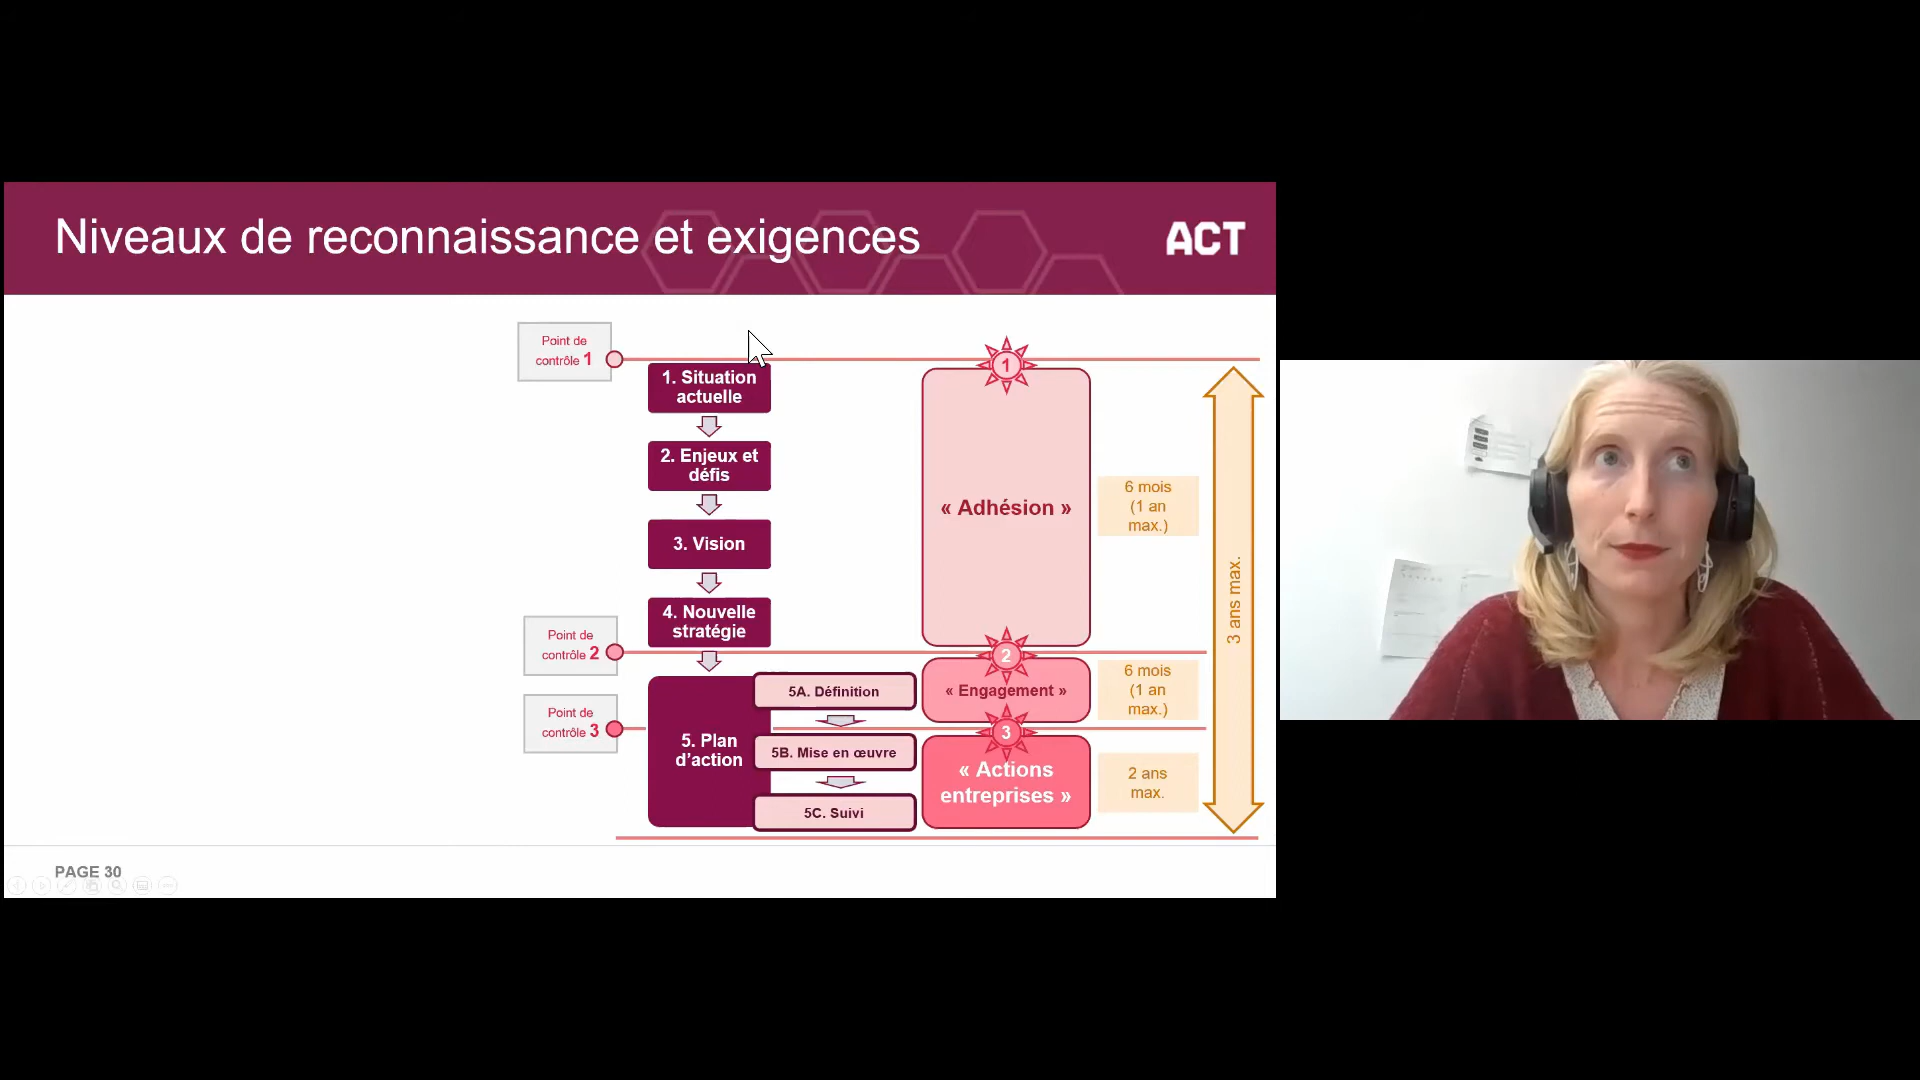 Niveaux de reconnaissance et exigences
ACT
Point de
contrôle 1
1
1. Situation
actuelle
2. Enjeux et
défis
« Adhésion »
6 mois
(1 an
max.)
3. Vision
3 ans max.
4. Nouvelle
stratégie
Point de
contrôle 2
2
5A. Définition
« Engagement »
6 mois
(1 an
max.)
Point de
contrôle 3
3
5. Plan
d'action
5B. Mise en œuvre
5C. Suivi
« Actions
entreprises »
2 ans
max.
PAGE 30